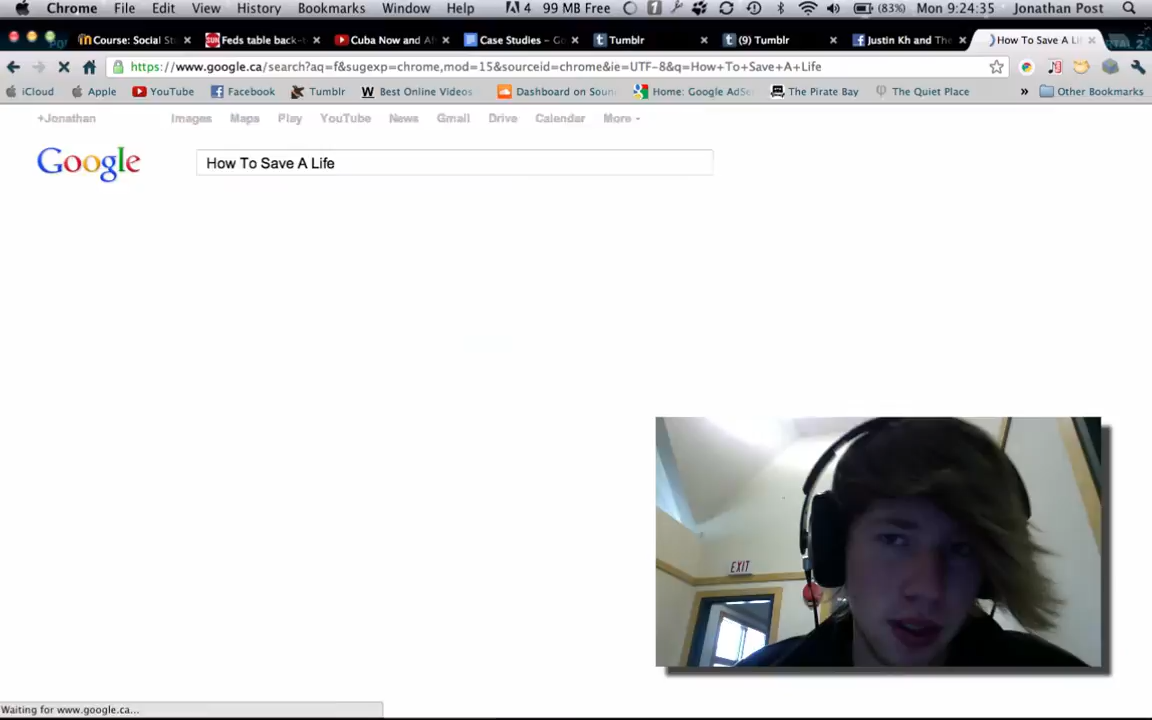 Chrome File Edit View History Bookmarks Window Help 4 99 MB Free 1 (83%) Mon 9:24:35 Jonathan Post
Course: Social St Feds table back-t Cuba Now and A Case Studies – Go Tumblr (9) Tumblr Justin Kh and The How To Save A Li
https://www.google.ca/search?aq=f&sugexp=chrome,mod=15&sourceid=chrome&ie=UTF-8&q=How+To+Save+A+Life
iCloud Apple YouTube Facebook Tumblr Best Online Videos Dashboard on Soun Home: Google AdSe The Pirate Bay The Quiet Place » Other Bookmarks
+Jonathan Images Maps Play YouTube News Gmail Drive Calendar More
Google How To Save A Life
EXIT
Waiting for www.google.ca...